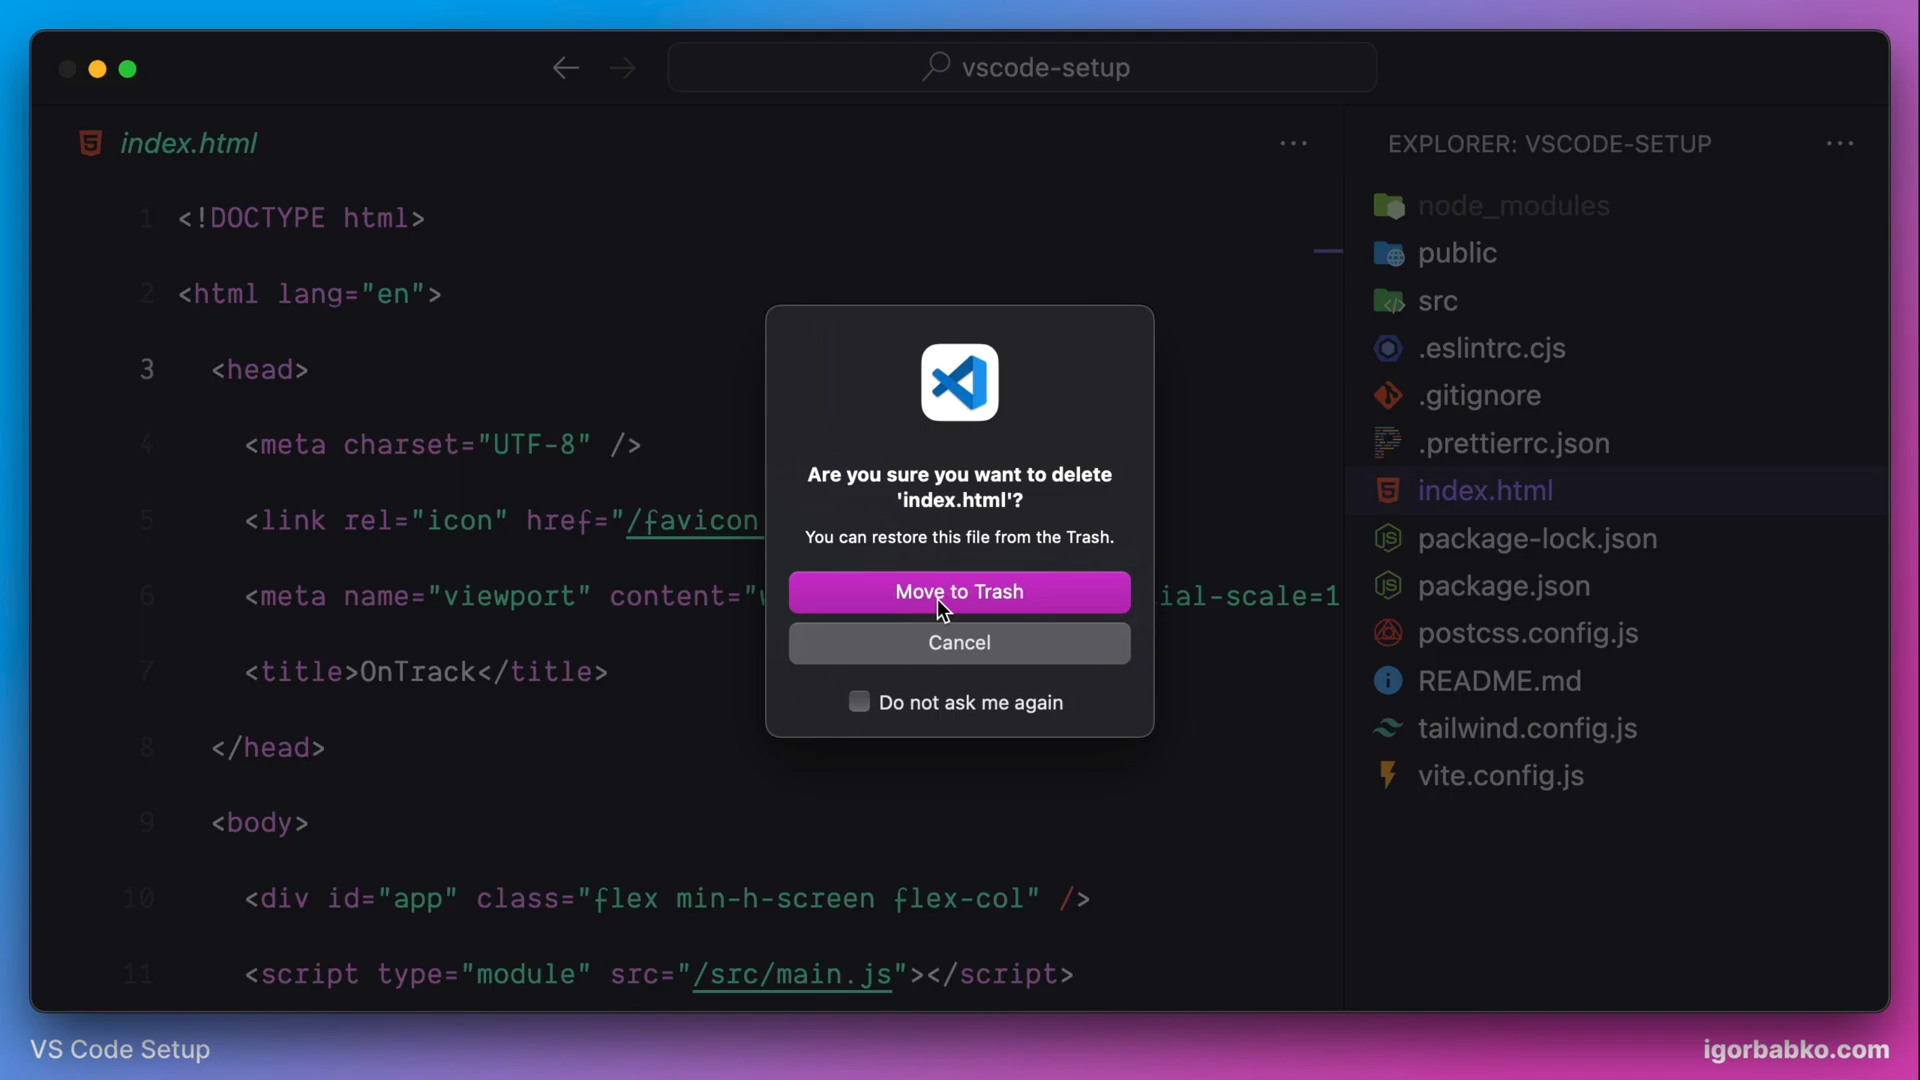 vscode-setup
index.html
1 <!DOCTYPE html>
2 <html lang="en">
3 <head>
4 <meta charset="UTF-8" />
5 <link rel="icon" href="/favicon
6 <meta name="viewport" content="
ial-scale=1
7 <title>OnTrack</title>
8 </head>
9 <body>
10 <div id="app" class="flex min-h-screen flex-col" />
11 <script type="module" src="/src/main.js"></script>
Are you sure you want to delete
'index.html'?
You can restore this file from the Trash.
Move to Trash
Cancel
Do not ask me again
EXPLORER: VSCODE-SETUP
node_modules
public
src
.eslintrc.cjs
.gitignore
.prettierrc.json
index.html
package-lock.json
package.json
postcss.config.js
README.md
tailwind.config.js
vite.config.js
VS Code Setup
igorbabko.com